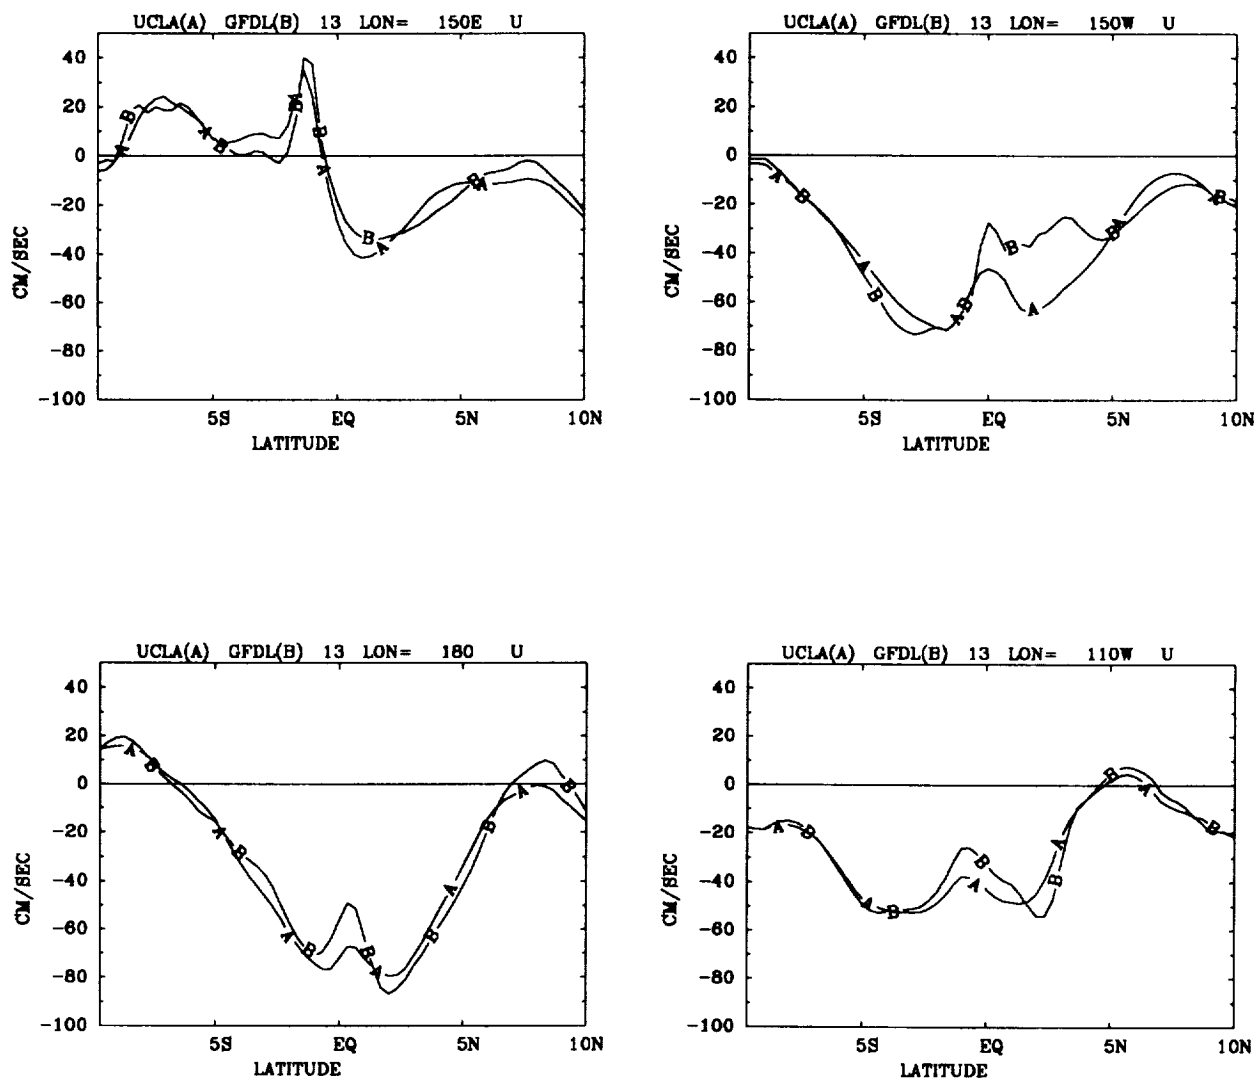 UCLA(A) GFDL(B) 13 LON= 150E U
40
20
0
-20
-40
-60
-80
-100
CM/SEC
A
B
A
B
A
B
B
A
B
A
B
A
5S EQ 5N 10N
LATITUDE
UCLA(A) GFDL(B) 13 LON= 150W U
40
20
0
-20
-40
-60
-80
-100
CM/SEC
A
B
A
B
A
B
B
A
A
B
A
B
5S EQ 5N 10N
LATITUDE
UCLA(A) GFDL(B) 13 LON= 180 U
40
20
0
-20
-40
-60
-80
-100
CM/SEC
A
B
A
B
A
B
B
A
A
B
B
A
B
5S EQ 5N 10N
LATITUDE
UCLA(A) GFDL(B) 13 LON= 110W U
40
20
0
-20
-40
-60
-80
-100
CM/SEC
A
B
A
B
B
A
A
B
B
A
B
5S EQ 5N 10N
LATITUDE